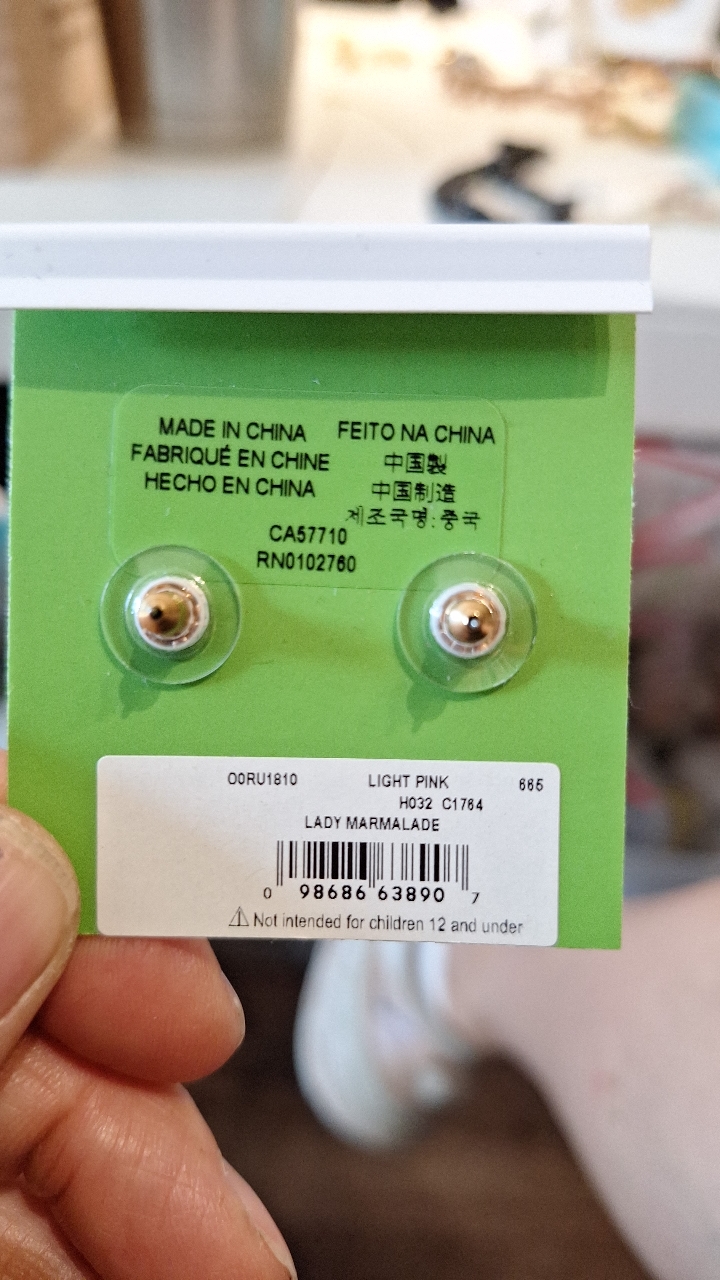 MADE IN CHINA
FABRIQUÉ EN CHINE
HECHO EN CHINA
FEITO NA CHINA
中国製
中国制造
제조국명:중국
CA57710
RN0102760
O0RU1810 LIGHT PINK 665
H032 C1764
LADY MARMALADE
0 98686 63890 7
⚠ Not intended for children 12 and under